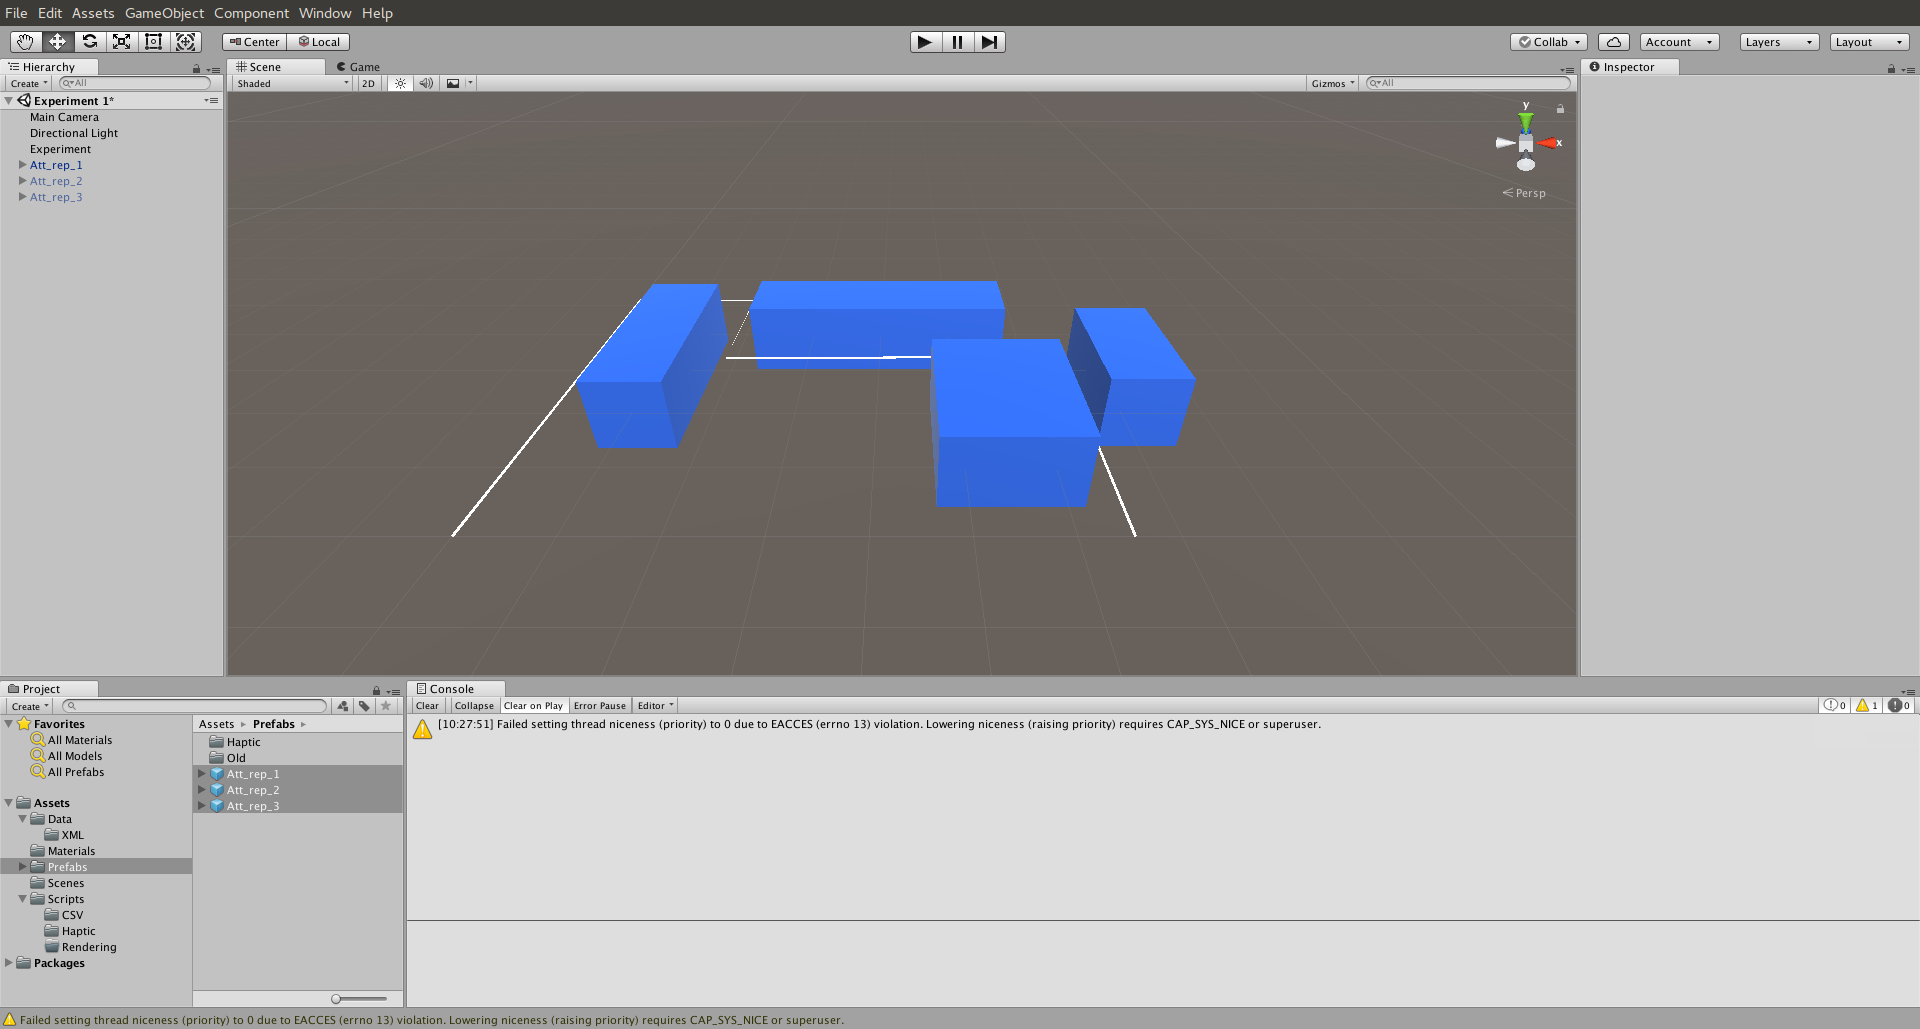 File Edit Assets GameObject Component Window Help
Center Local
Collab Account Layers Layout
Hierarchy
Create All
Experiment 1*
Main Camera
Directional Light
Experiment
Att_rep_1
Att_rep_2
Att_rep_3
Scene Game
Shaded 2D Gizmos All
y
x
Persp
Inspector
Project
Create
Favorites
All Materials
All Models
All Prefabs
Assets
Data
XML
Materials
Prefabs
Scenes
Scripts
CSV
Haptic
Rendering
Packages
Assets Prefabs
Haptic
Old
Att_rep_1
Att_rep_2
Att_rep_3
Console
Clear Collapse Clear on Play Error Pause Editor 0 1 0
[10:27:51] Failed setting thread niceness (priority) to 0 due to EACCES (errno 13) violation. Lowering niceness (raising priority) requires CAP_SYS_NICE or superuser.
Failed setting thread niceness (priority) to 0 due to EACCES (errno 13) violation. Lowering niceness (raising priority) requires CAP_SYS_NICE or superuser.